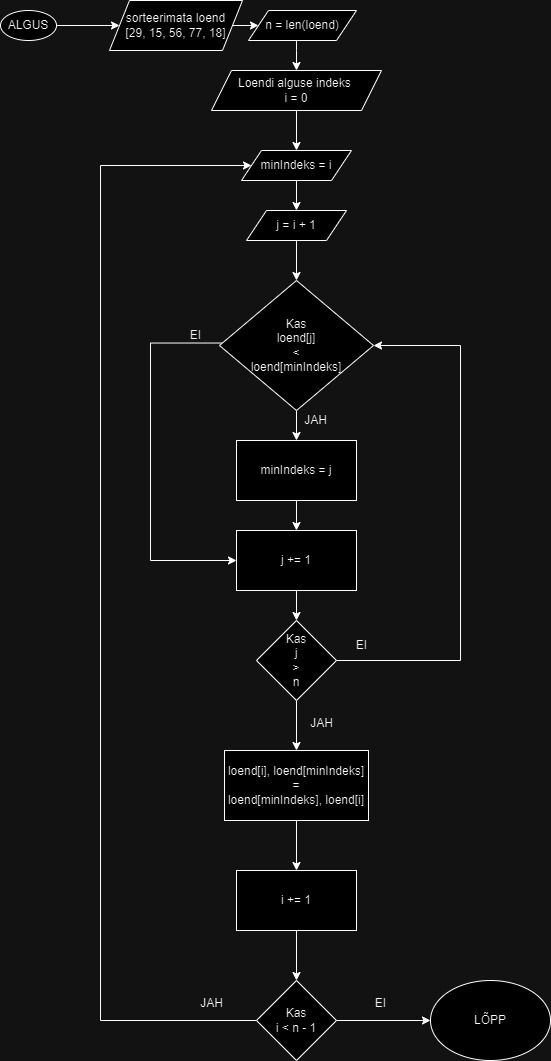 ALGUS
sorteerimata loend
[29, 15, 56, 77, 18]
n = len(loend)
Loendi alguse indeks
i = 0
minIndeks = i
j = i + 1
Kas
loend[j]
<
loend[minIndeks]
EI
JAH
minIndeks = j
j += 1
Kas
j
>
n
EI
JAH
loend[i], loend[minIndeks]
=
loend[minIndeks], loend[i]
i += 1
Kas
i < n - 1
JAH
EI
LÕPP